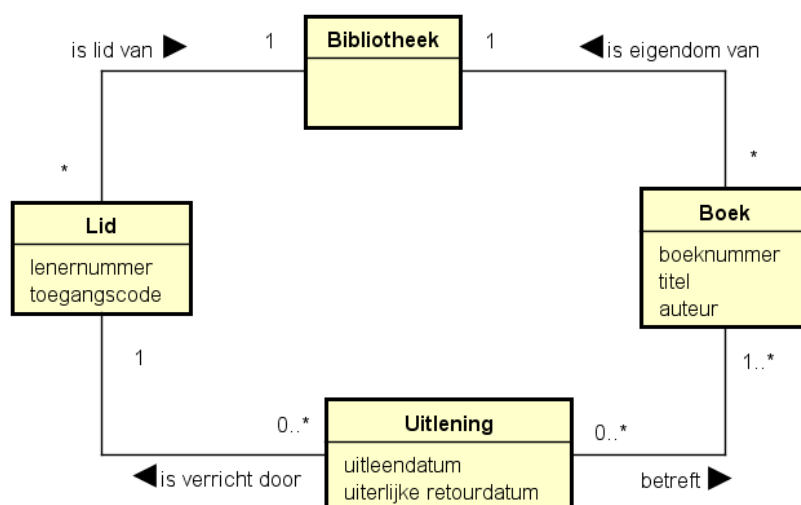 is lid van
1
Bibliotheek
1
is eigendom van
*
*
Lid
lenernummer
toegangscode
Boek
boeknummer
titel
auteur
1
1..*
0..*
Uitlening
uitleendatum
uiterlijke retourdatum
0..*
is verricht door
betreft